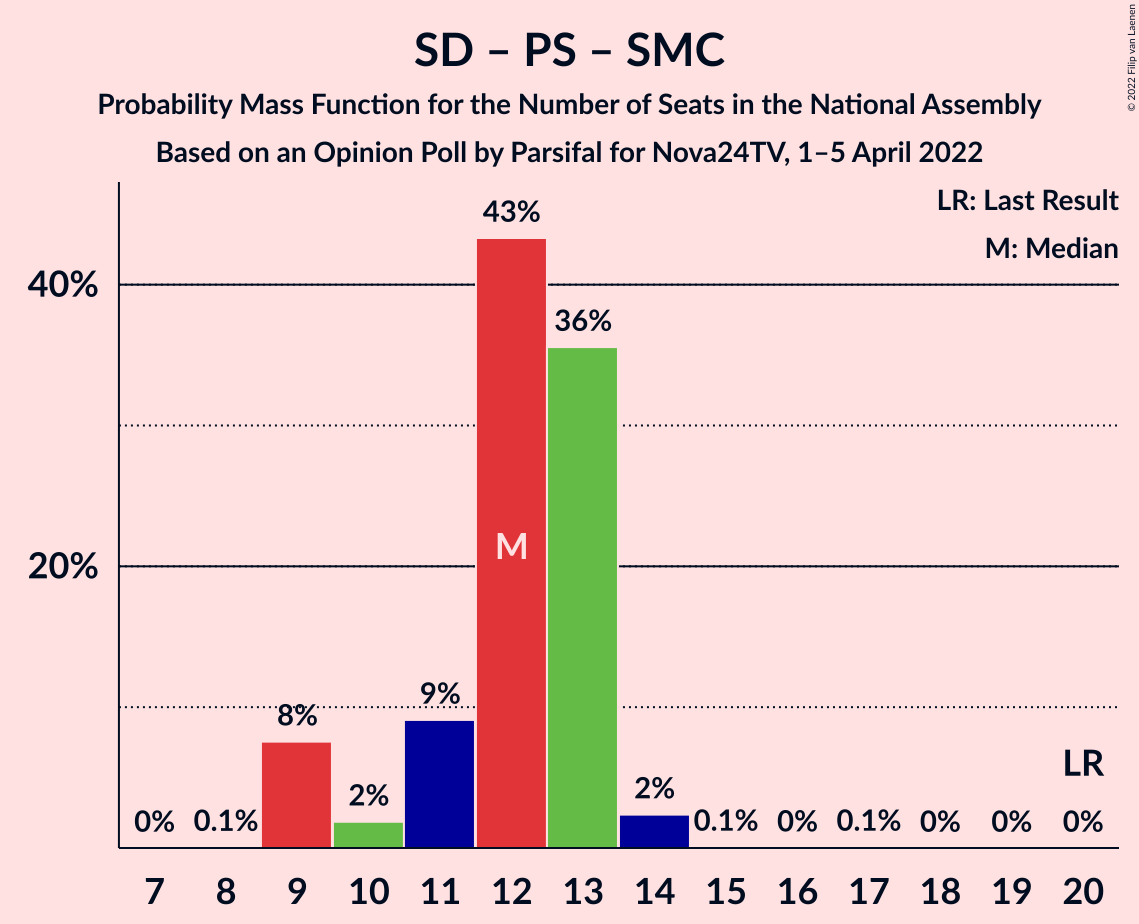 SD – PS – SMC
Probability Mass Function for the Number of Seats in the National Assembly
Based on an Opinion Poll by Parsifal for Nova24TV, 1–5 April 2022
© 2022 Filip van Laenen
LR: Last Result
M: Median
43%
40%
36%
M
20%
9%
8%
LR
2%
2%
0%
0.1%
0.1%
0%
0.1%
0%
0%
0%
7 8 9 10 11 12 13 14 15 16 17 18 19 20